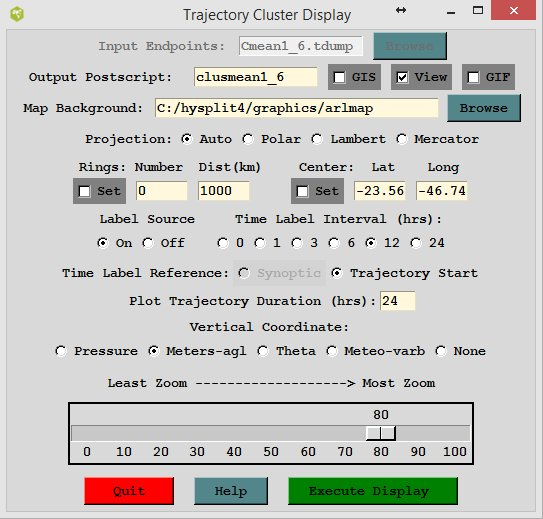 Trajectory Cluster Display
Input Endpoints: Cmean1_6.tdump Browse
Output Postscript: clusmean1_6 GIS View GIF
Map Background: C:/hysplit4/graphics/arlmap Browse
Projection: Auto Polar Lambert Mercator
Rings: Number Dist(km) Center: Lat Long
Set 0 1000 Set -23.56 -46.74
Label Source Time Label Interval (hrs):
On Off 0 1 3 6 12 24
Time Label Reference: Synoptic Trajectory Start
Plot Trajectory Duration (hrs): 24
Vertical Coordinate:
Pressure Meters-agl Theta Meteo-varb None
Least Zoom --------------------> Most Zoom
80
0 10 20 30 40 50 60 70 80 90 100
Quit Help Execute Display